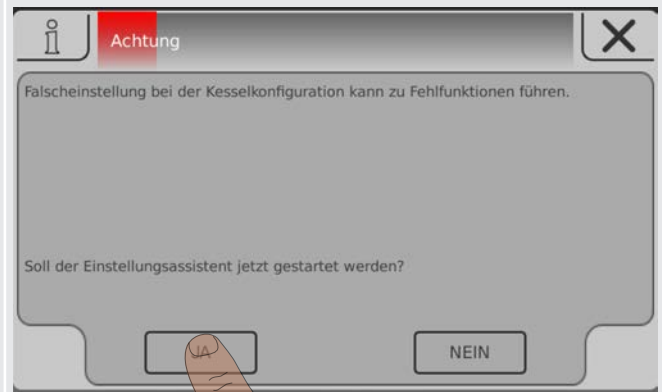 Achtung
Falscheinstellung bei der Kesselkonfiguration kann zu Fehlfunktionen führen.
Soll der Einstellungsassistent jetzt gestartet werden?
JA
NEIN